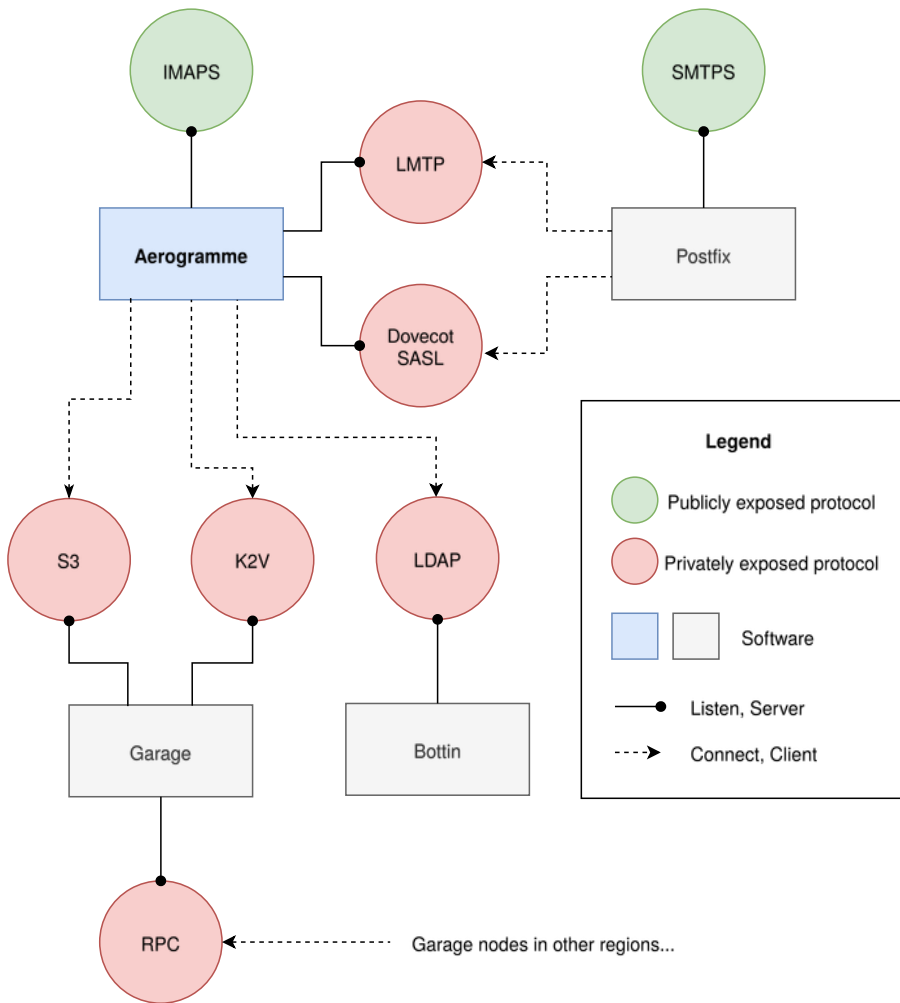 IMAPS
SMTPS
LMTP
Aerogramme
Postfix
Dovecot
SASL
Legend
Publicly exposed protocol
S3
K2V
LDAP
Privately exposed protocol
Software
Listen, Server
Garage
Bottin
Connect, Client
RPC
Garage nodes in other regions...